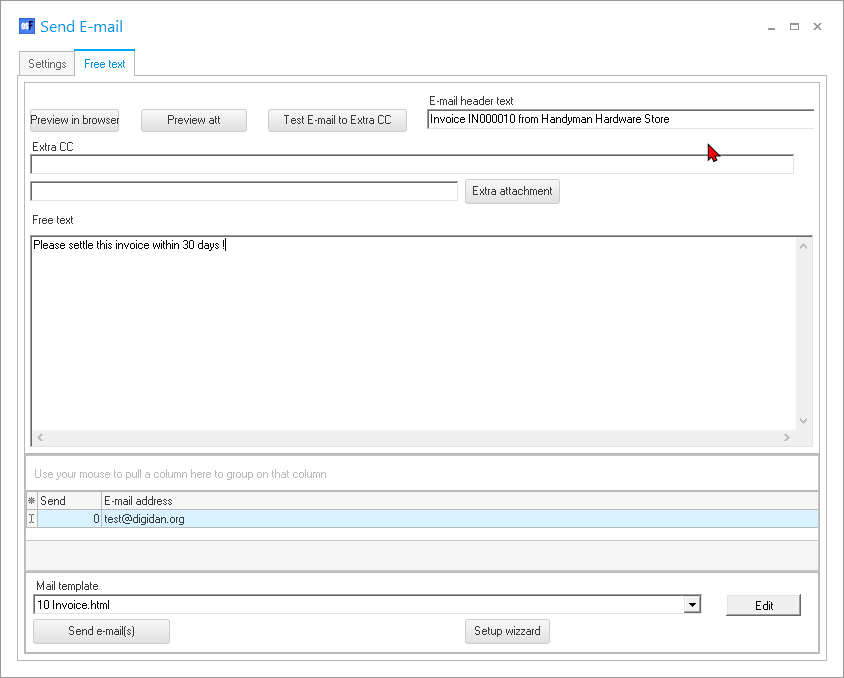 osF Send E-mail
Settings Free text
E-mail header text
Preview in browser Preview att Test E-mail to Extra CC Invoice IN000010 from Handyman Hardware Store
Extra CC
Extra attachment
Free text
Please settle this invoice within 30 days !
Use your mouse to pull a column here to group on that column
Send E-mail address
0 test@digidan.org
Mail template
10 Invoice.html Edit
Send e-mail(s) Setup wizzard